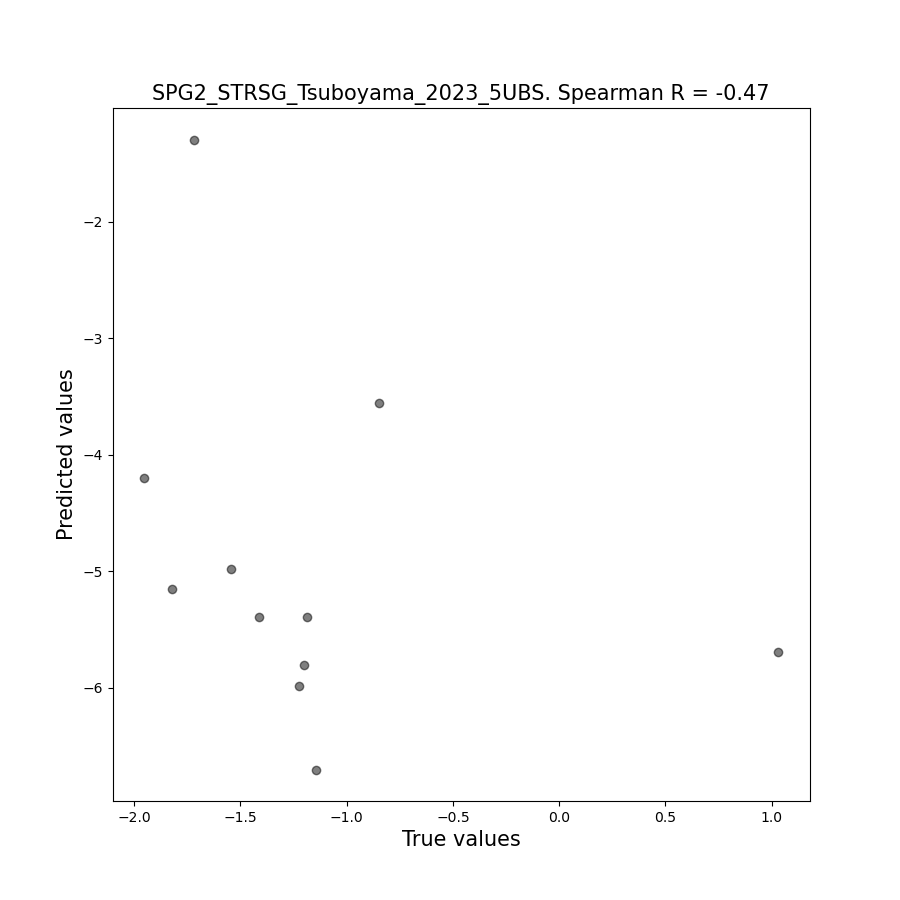 SPG2_STRSG_Tsuboyama_2023_5UBS. Spearman R = -0.47
Predicted values
−2
−3
−4
−5
−6
−2.0 −1.5 −1.0 −0.5 0.0 0.5 1.0
True values